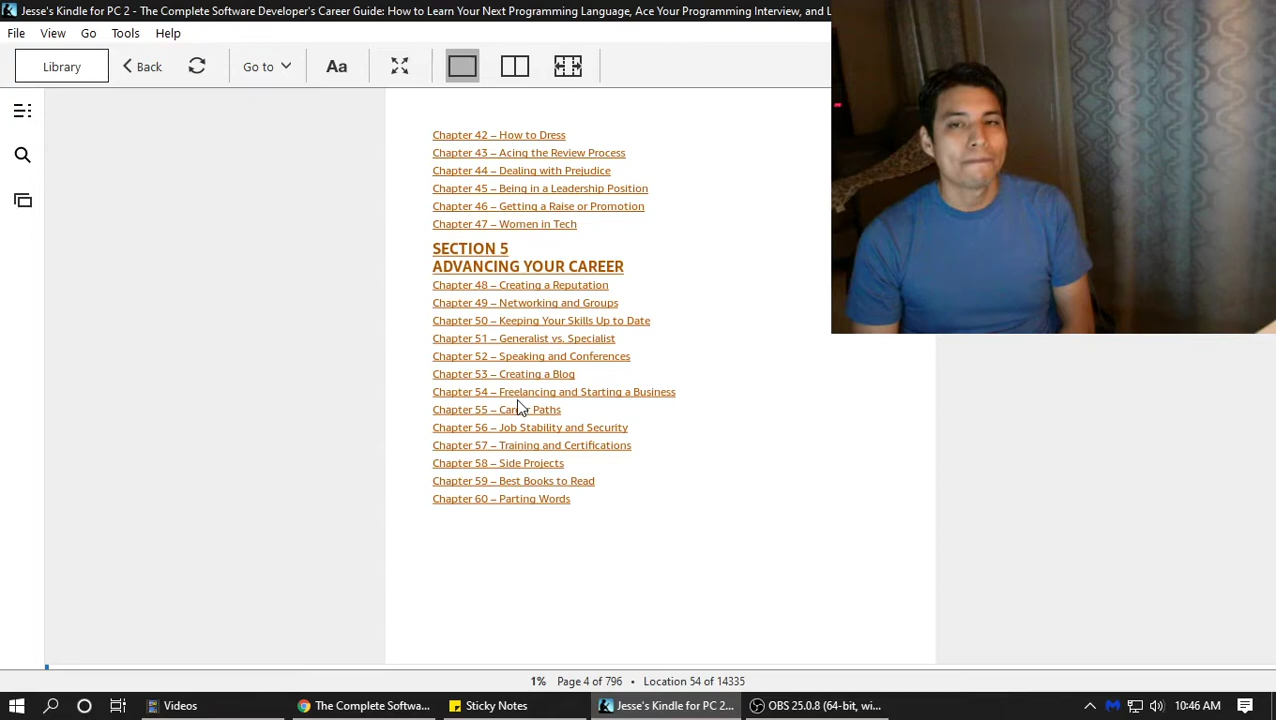 Jesse's Kindle for PC 2 - The Complete Software Developer's Career Guide: How to Learn Your Next Programming Language, Ace Your Programming Interview, and L
File View Go Tools Help
Library Back Go to Aa
Chapter 42 – How to Dress
Chapter 43 – Acing the Review Process
Chapter 44 – Dealing with Prejudice
Chapter 45 – Being in a Leadership Position
Chapter 46 – Getting a Raise or Promotion
Chapter 47 – Women in Tech
SECTION 5
ADVANCING YOUR CAREER
Chapter 48 – Creating a Reputation
Chapter 49 – Networking and Groups
Chapter 50 – Keeping Your Skills Up to Date
Chapter 51 – Generalist vs. Specialist
Chapter 52 – Speaking and Conferences
Chapter 53 – Creating a Blog
Chapter 54 – Freelancing and Starting a Business
Chapter 55 – Career Paths
Chapter 56 – Job Stability and Security
Chapter 57 – Training and Certifications
Chapter 58 – Side Projects
Chapter 59 – Best Books to Read
Chapter 60 – Parting Words
1% Page 4 of 796 • Location 54 of 14335
Videos The Complete Softwa... Sticky Notes Jesse's Kindle for PC 2... OBS 25.0.8 (64-bit, wi... 10:46 AM